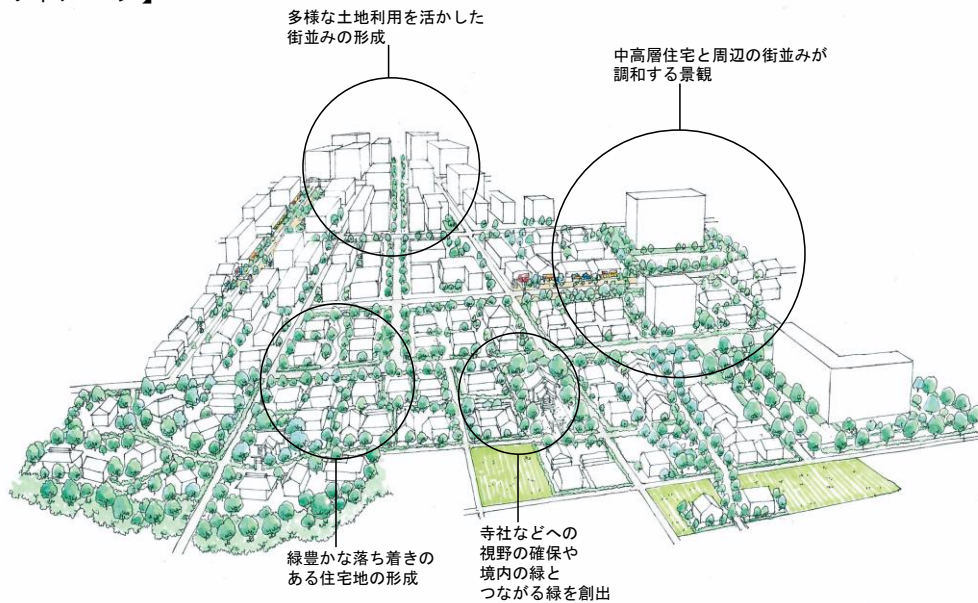 多様な土地利用を活かした
街並みの形成
中高層住宅と周辺の街並みが
調和する景観
緑豊かな落ち着きの
ある住宅地の形成
寺社などへの
視野の確保や
境内の緑と
つながる緑を創出